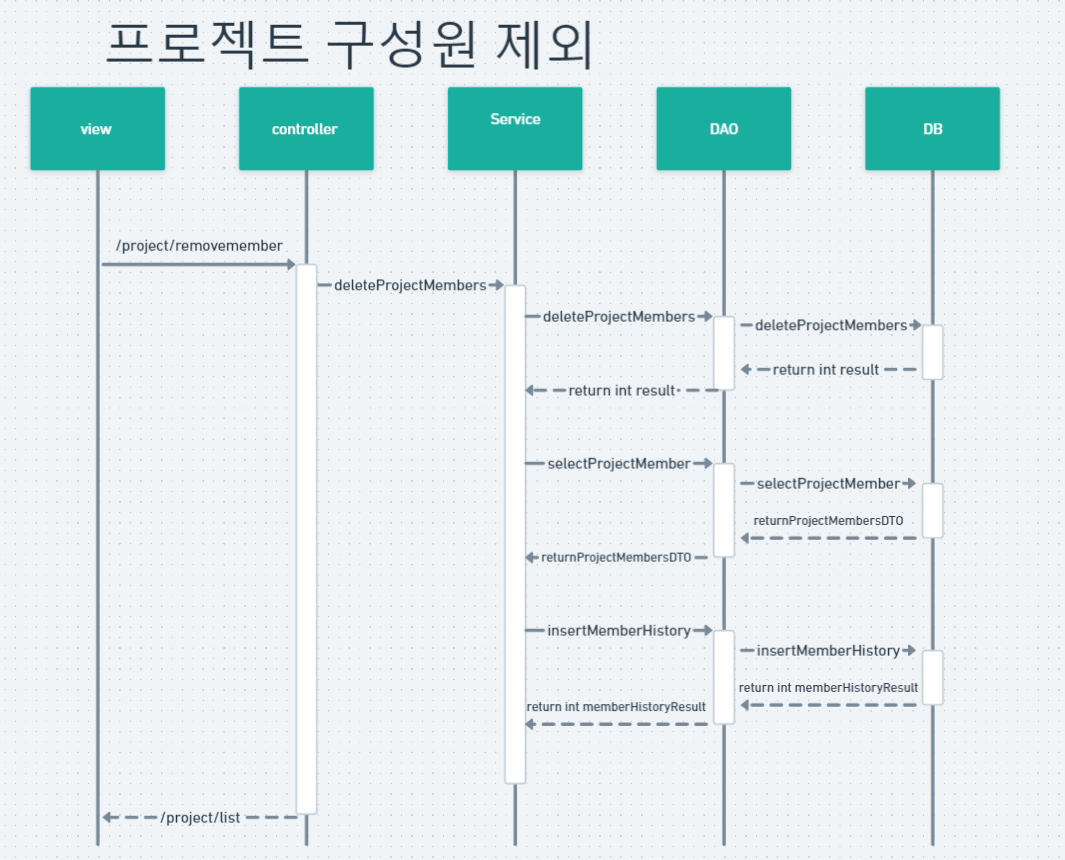 프로젝트 구성원 제외
view
controller
Service
DAO
DB
/project/removemember
deleteProjectMembers
deleteProjectMembers
deleteProjectMembers
return int result
return int result
selectProjectMember
selectProjectMember
returnProjectMembersDTO
returnProjectMembersDTO
insertMemberHistory
insertMemberHistory
return int memberHistoryResult
return int memberHistoryResult
/project/list